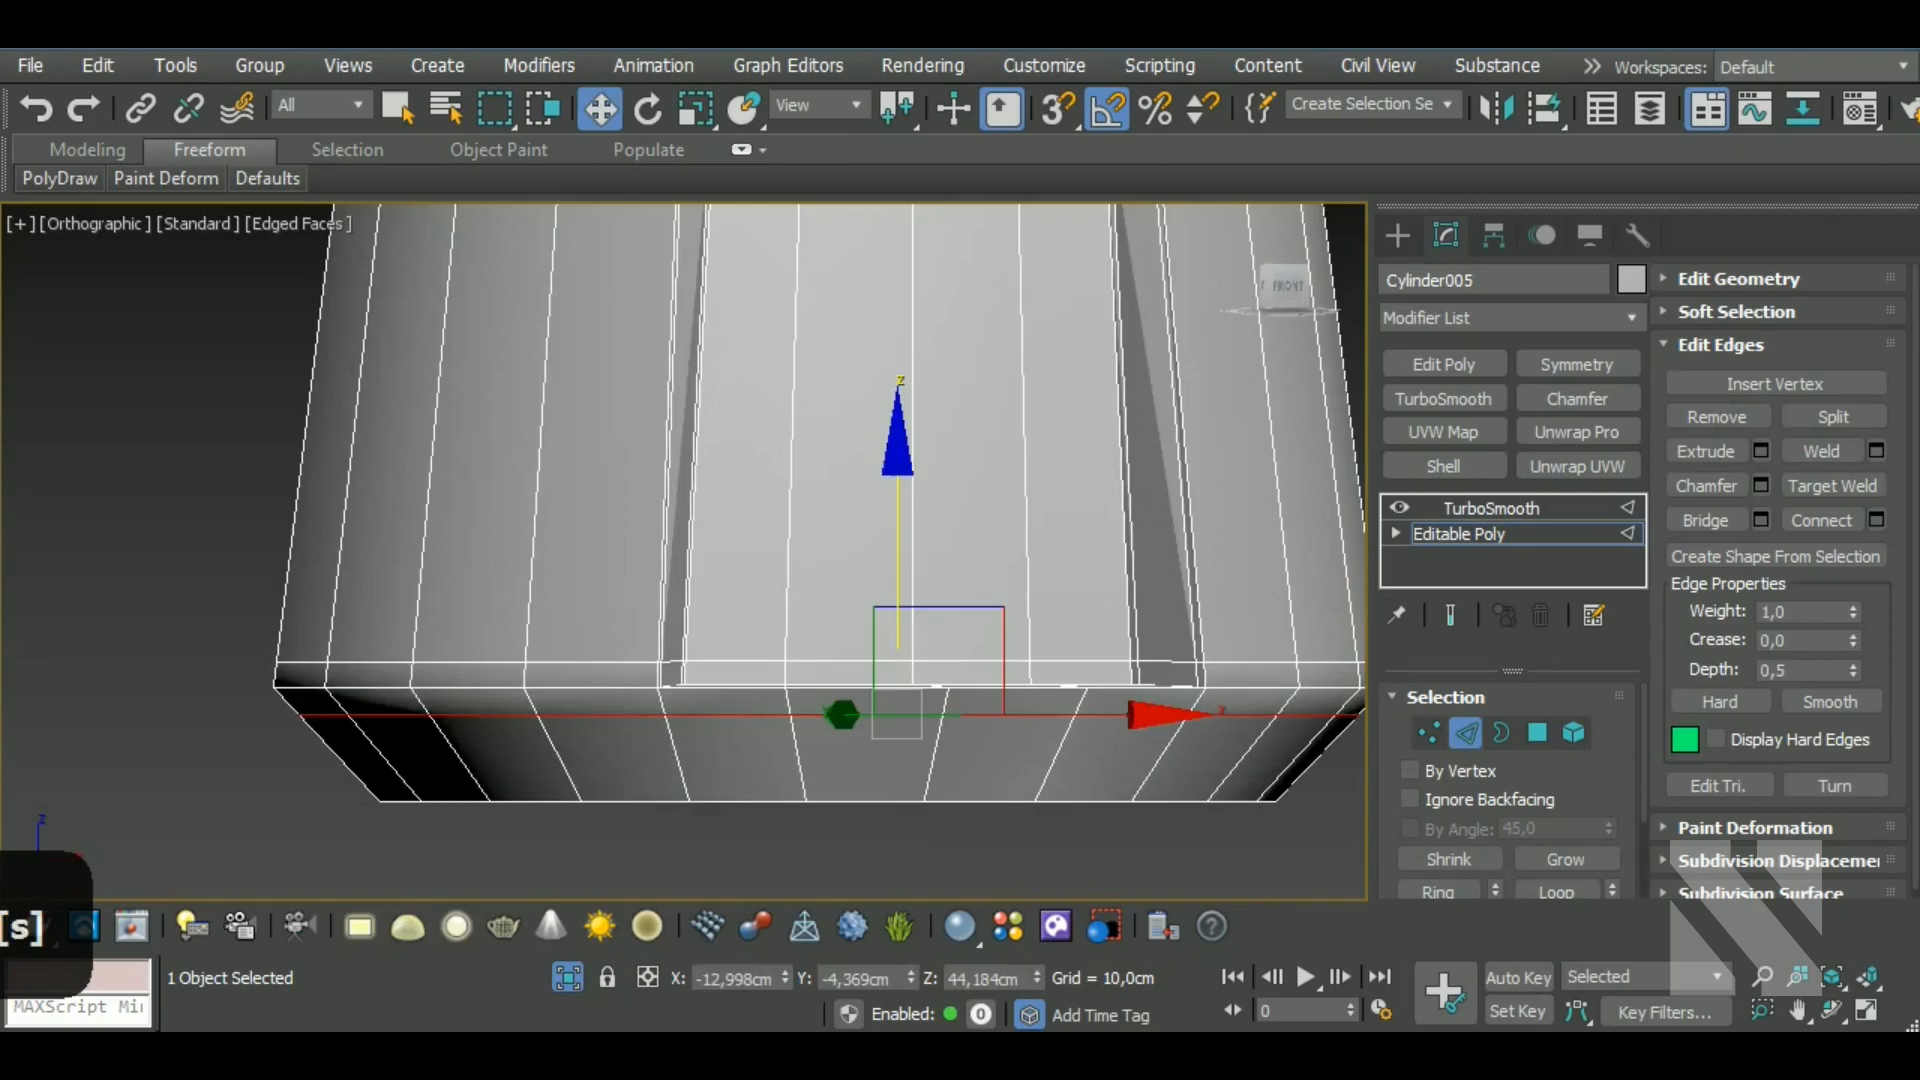 File Edit Tools Group Views Create Modifiers Animation Graph Editors Rendering Customize Scripting Content Civil View Substance Workspaces: Default
All View 3 Create Selection Se
Modeling Freeform Selection Object Paint Populate
PolyDraw Paint Deform Defaults
[+] [Orthographic ] [Standard ] [Edged Faces ]
FRONT
z
z
Cylinder005
Modifier List
Edit Poly Symmetry
TurboSmooth Chamfer
UVW Map Unwrap Pro
Shell Unwrap UVW
TurboSmooth
Editable Poly
Selection
By Vertex
Ignore Backfacing
By Angle: 45,0
Shrink Grow
Ring Loop
Edit Geometry
Soft Selection
Edit Edges
Insert Vertex
Remove Split
Extrude Weld
Chamfer Target Weld
Bridge Connect
Create Shape From Selection
Edge Properties
Weight: 1,0
Crease: 0,0
Depth: 0,5
Hard Smooth
Display Hard Edges
Edit Tri. Turn
Paint Deformation
Subdivision Displaceme
Subdivision Surface
[s]
1 Object Selected X: -12,998cm Y: -4,369cm Z: 44,184cm Grid = 10,0cm Auto Key Selected
MAXScript Mi Enabled: 0 Add Time Tag 0 Set Key Key Filters...